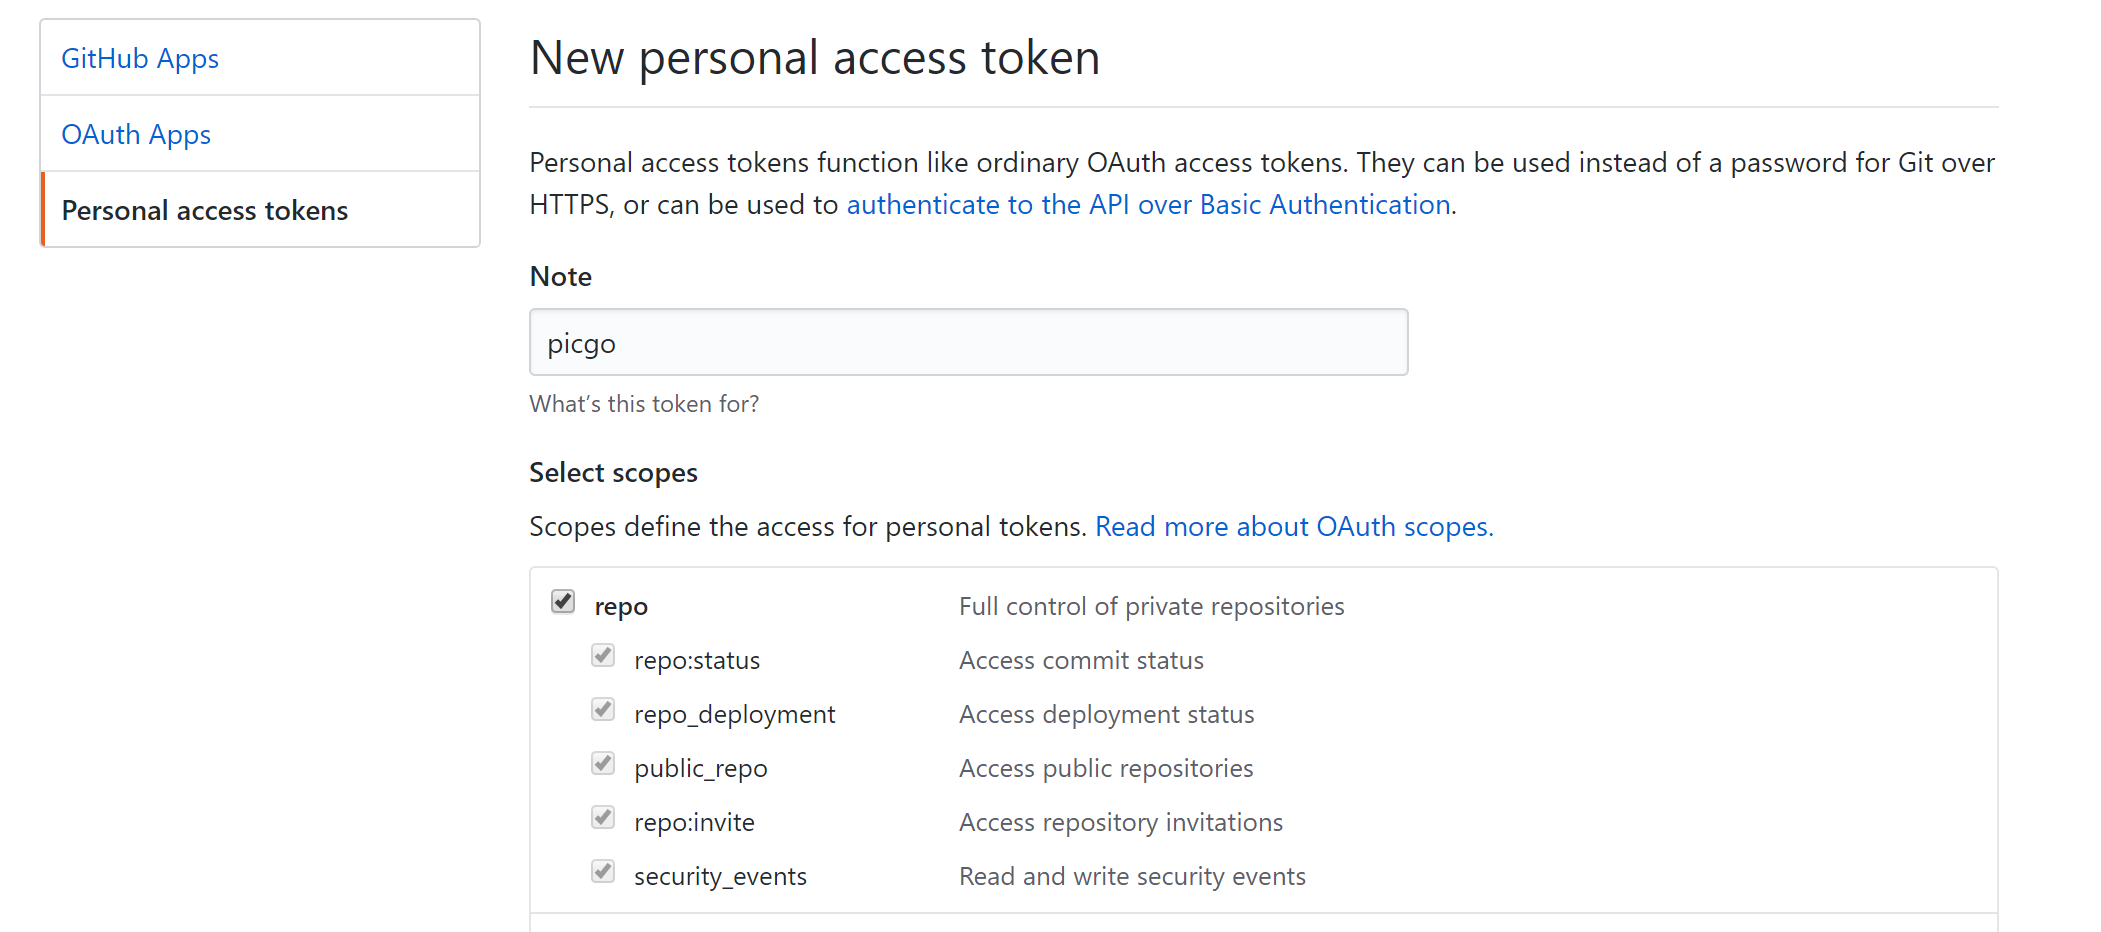 GitHub Apps
OAuth Apps
Personal access tokens
New personal access token
Personal access tokens function like ordinary OAuth access tokens. They can be used instead of a password for Git over
HTTPS, or can be used to authenticate to the API over Basic Authentication.
Note
picgo
What’s this token for?
Select scopes
Scopes define the access for personal tokens. Read more about OAuth scopes.
repo Full control of private repositories
repo:status Access commit status
repo_deployment Access deployment status
public_repo Access public repositories
repo:invite Access repository invitations
security_events Read and write security events